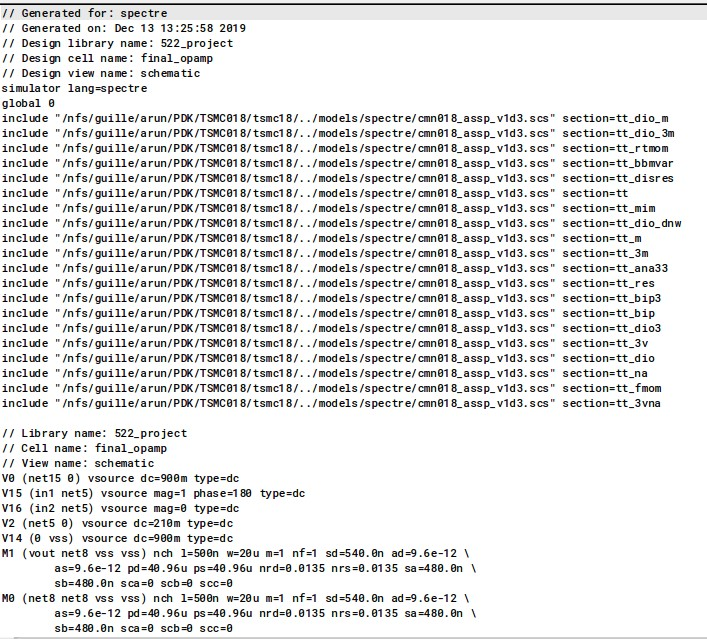 // Generated for: spectre
// Generated on: Dec 13 13:25:58 2019
// Design library name: 522_project
// Design cell name: final_opamp
// Design view name: schematic
simulator lang=spectre
global 0
include "/nfs/guille/arun/PDK/TSMC018/tsmc18/../models/spectre/cmn018_assp_v1d3.scs" section=tt_dio_m
include "/nfs/guille/arun/PDK/TSMC018/tsmc18/../models/spectre/cmn018_assp_v1d3.scs" section=tt_dio_3m
include "/nfs/guille/arun/PDK/TSMC018/tsmc18/../models/spectre/cmn018_assp_v1d3.scs" section=tt_rtmom
include "/nfs/guille/arun/PDK/TSMC018/tsmc18/../models/spectre/cmn018_assp_v1d3.scs" section=tt_bbmvar
include "/nfs/guille/arun/PDK/TSMC018/tsmc18/../models/spectre/cmn018_assp_v1d3.scs" section=tt_disres
include "/nfs/guille/arun/PDK/TSMC018/tsmc18/../models/spectre/cmn018_assp_v1d3.scs" section=tt
include "/nfs/guille/arun/PDK/TSMC018/tsmc18/../models/spectre/cmn018_assp_v1d3.scs" section=tt_mim
include "/nfs/guille/arun/PDK/TSMC018/tsmc18/../models/spectre/cmn018_assp_v1d3.scs" section=tt_dio_dnw
include "/nfs/guille/arun/PDK/TSMC018/tsmc18/../models/spectre/cmn018_assp_v1d3.scs" section=tt_m
include "/nfs/guille/arun/PDK/TSMC018/tsmc18/../models/spectre/cmn018_assp_v1d3.scs" section=tt_3m
include "/nfs/guille/arun/PDK/TSMC018/tsmc18/../models/spectre/cmn018_assp_v1d3.scs" section=tt_ana33
include "/nfs/guille/arun/PDK/TSMC018/tsmc18/../models/spectre/cmn018_assp_v1d3.scs" section=tt_res
include "/nfs/guille/arun/PDK/TSMC018/tsmc18/../models/spectre/cmn018_assp_v1d3.scs" section=tt_bip3
include "/nfs/guille/arun/PDK/TSMC018/tsmc18/../models/spectre/cmn018_assp_v1d3.scs" section=tt_bip
include "/nfs/guille/arun/PDK/TSMC018/tsmc18/../models/spectre/cmn018_assp_v1d3.scs" section=tt_dio3
include "/nfs/guille/arun/PDK/TSMC018/tsmc18/../models/spectre/cmn018_assp_v1d3.scs" section=tt_3v
include "/nfs/guille/arun/PDK/TSMC018/tsmc18/../models/spectre/cmn018_assp_v1d3.scs" section=tt_dio
include "/nfs/guille/arun/PDK/TSMC018/tsmc18/../models/spectre/cmn018_assp_v1d3.scs" section=tt_na
include "/nfs/guille/arun/PDK/TSMC018/tsmc18/../models/spectre/cmn018_assp_v1d3.scs" section=tt_fmom
include "/nfs/guille/arun/PDK/TSMC018/tsmc18/../models/spectre/cmn018_assp_v1d3.scs" section=tt_3vna
// Library name: 522_project
// Cell name: final_opamp
// View name: schematic
V0 (net15 0) vsource dc=900m type=dc
V15 (in1 net5) vsource mag=1 phase=180 type=dc
V16 (in2 net5) vsource mag=0 type=dc
V2 (net5 0) vsource dc=210m type=dc
V14 (0 vss) vsource dc=900m type=dc
M1 (vout net8 vss vss) nch l=500n w=20u m=1 nf=1 sd=540.0n ad=9.6e-12 \
as=9.6e-12 pd=40.96u ps=40.96u nrd=0.0135 nrs=0.0135 sa=480.0n \
sb=480.0n sca=0 scb=0 scc=0
M0 (net8 net8 vss vss) nch l=500n w=20u m=1 nf=1 sd=540.0n ad=9.6e-12 \
as=9.6e-12 pd=40.96u ps=40.96u nrd=0.0135 nrs=0.0135 sa=480.0n \
sb=480.0n sca=0 scb=0 scc=0